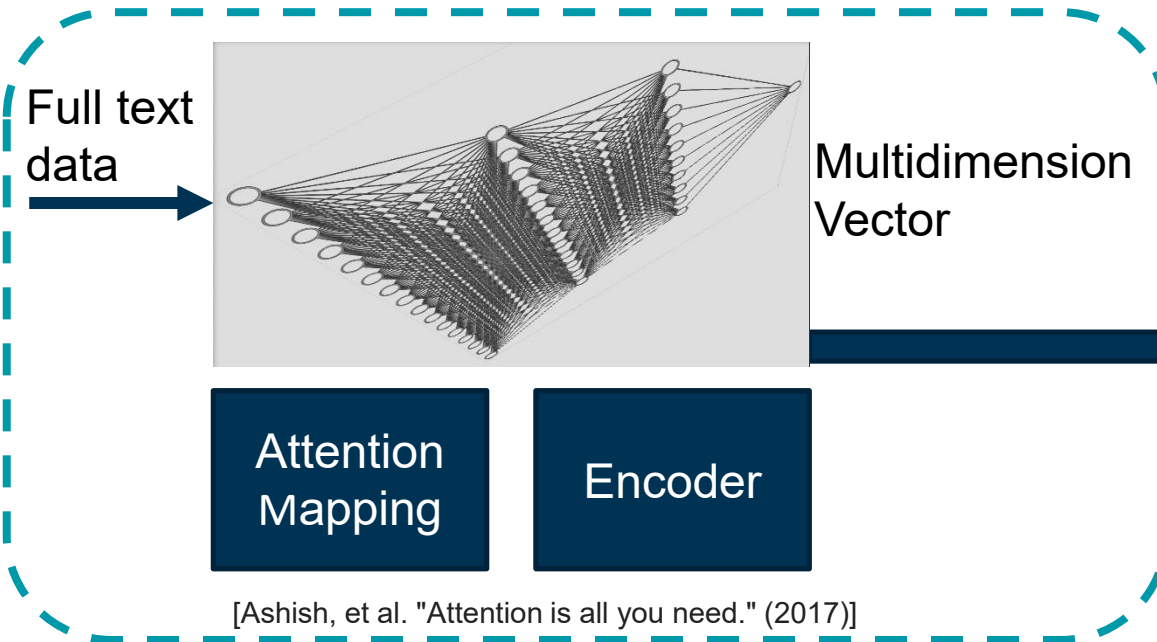 Full text
data
Multidimension
Vector
Attention
Mapping
Encoder
[Ashish, et al. "Attention is all you need." (2017)]